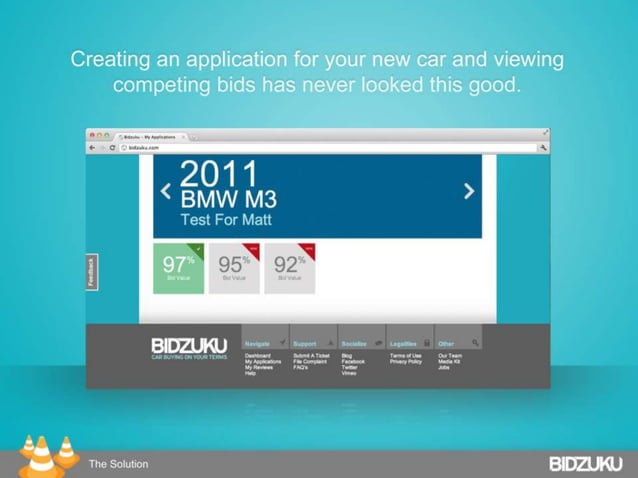 Creating an application for your new car and viewing
competing bids has never looked this good.
Bidzuku - My Applications
bidzuku.com
2011
BMW M3
Test For Matt
Feedback
97% 95% 92%
Bid Value Bid Value Bid Value
BIDZUKU
CAR BUYING ON YOUR TERMS
Navigate Support Socialize Legalities Other
Dashboard Submit A Ticket Blog Terms of Use Our Team
My Applications File Complaint Facebook Privacy Policy Media Kit
My Reviews FAQ's Twitter Jobs
Help Vimeo
The Solution
BIDZUKU